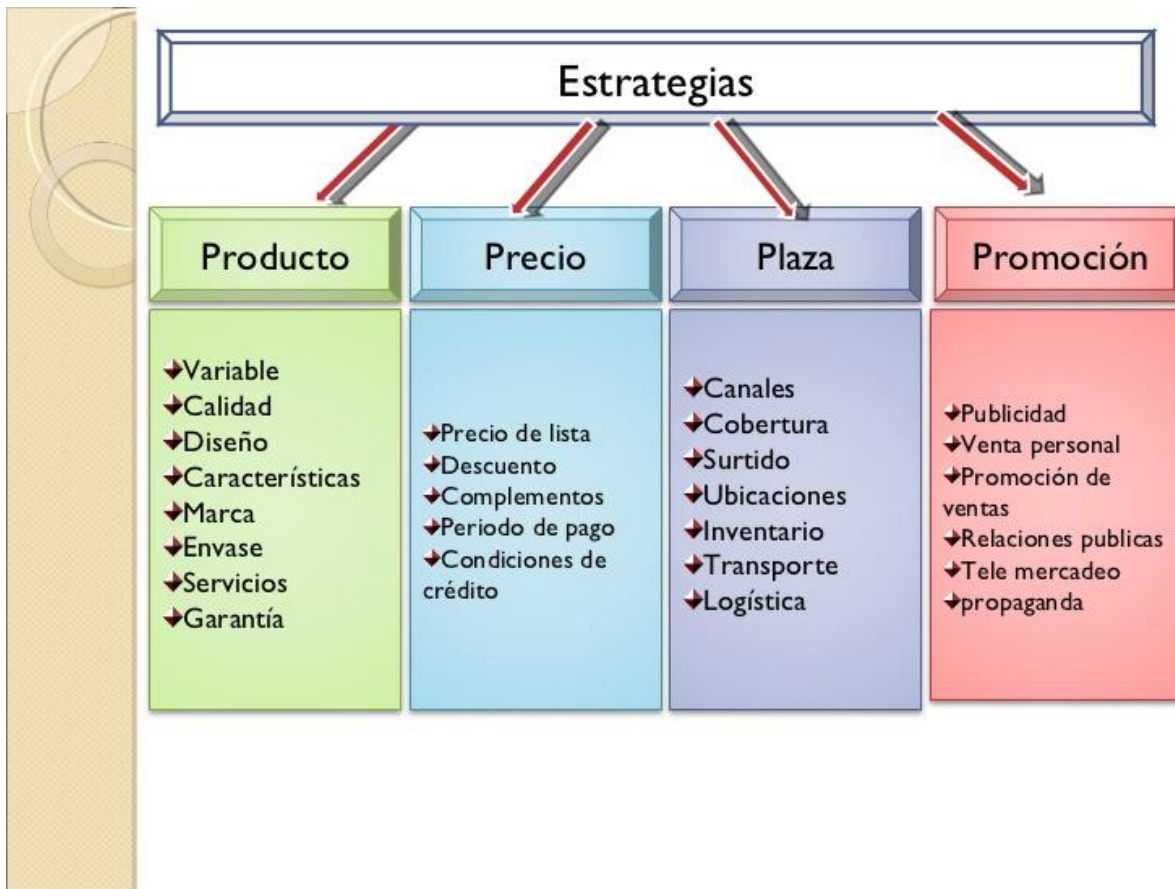 Estrategias
Producto
Variable
Calidad
Diseño
Características
Marca
Envase
Servicios
Garantía
Precio
Precio de lista
Descuento
Complementos
Periodo de pago
Condiciones de
crédito
Plaza
Canales
Cobertura
Surtido
Ubicaciones
Inventario
Transporte
Logística
Promoción
Publicidad
Venta personal
Promoción de
ventas
Relaciones publicas
Tele mercadeo
propaganda